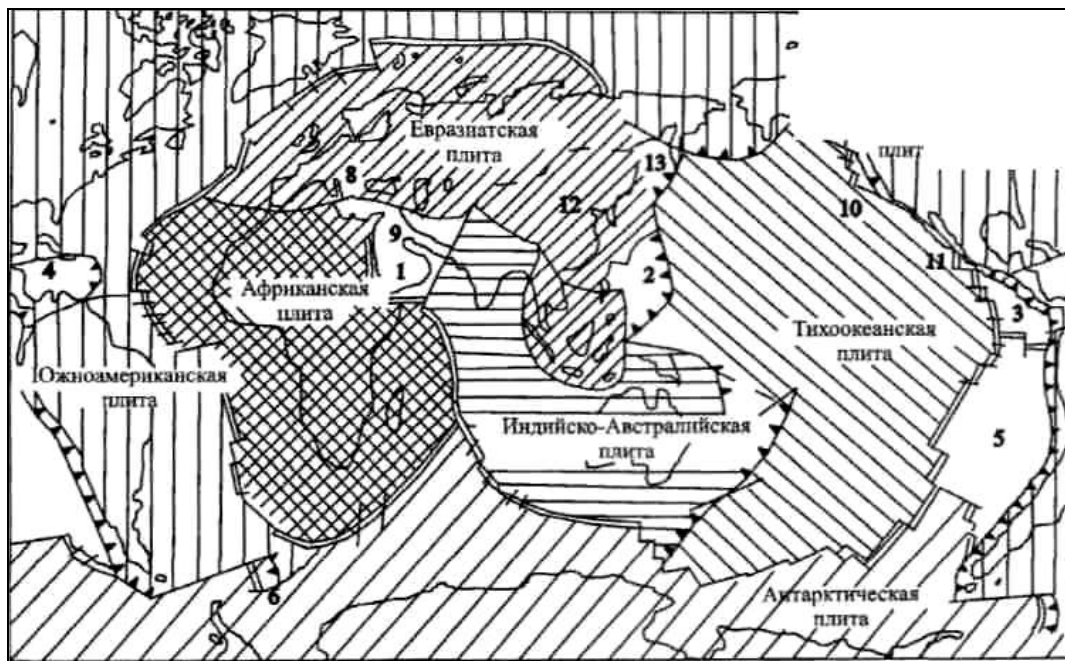 Евразиатская
плита
13
плит
8
12
10
9
11
4
1
2
Африканская
плита
3
Тихоокеанская
плита
Южноамериканская
плита
Индийско-Австралийская
плита
5
6
Антарктическая
плита